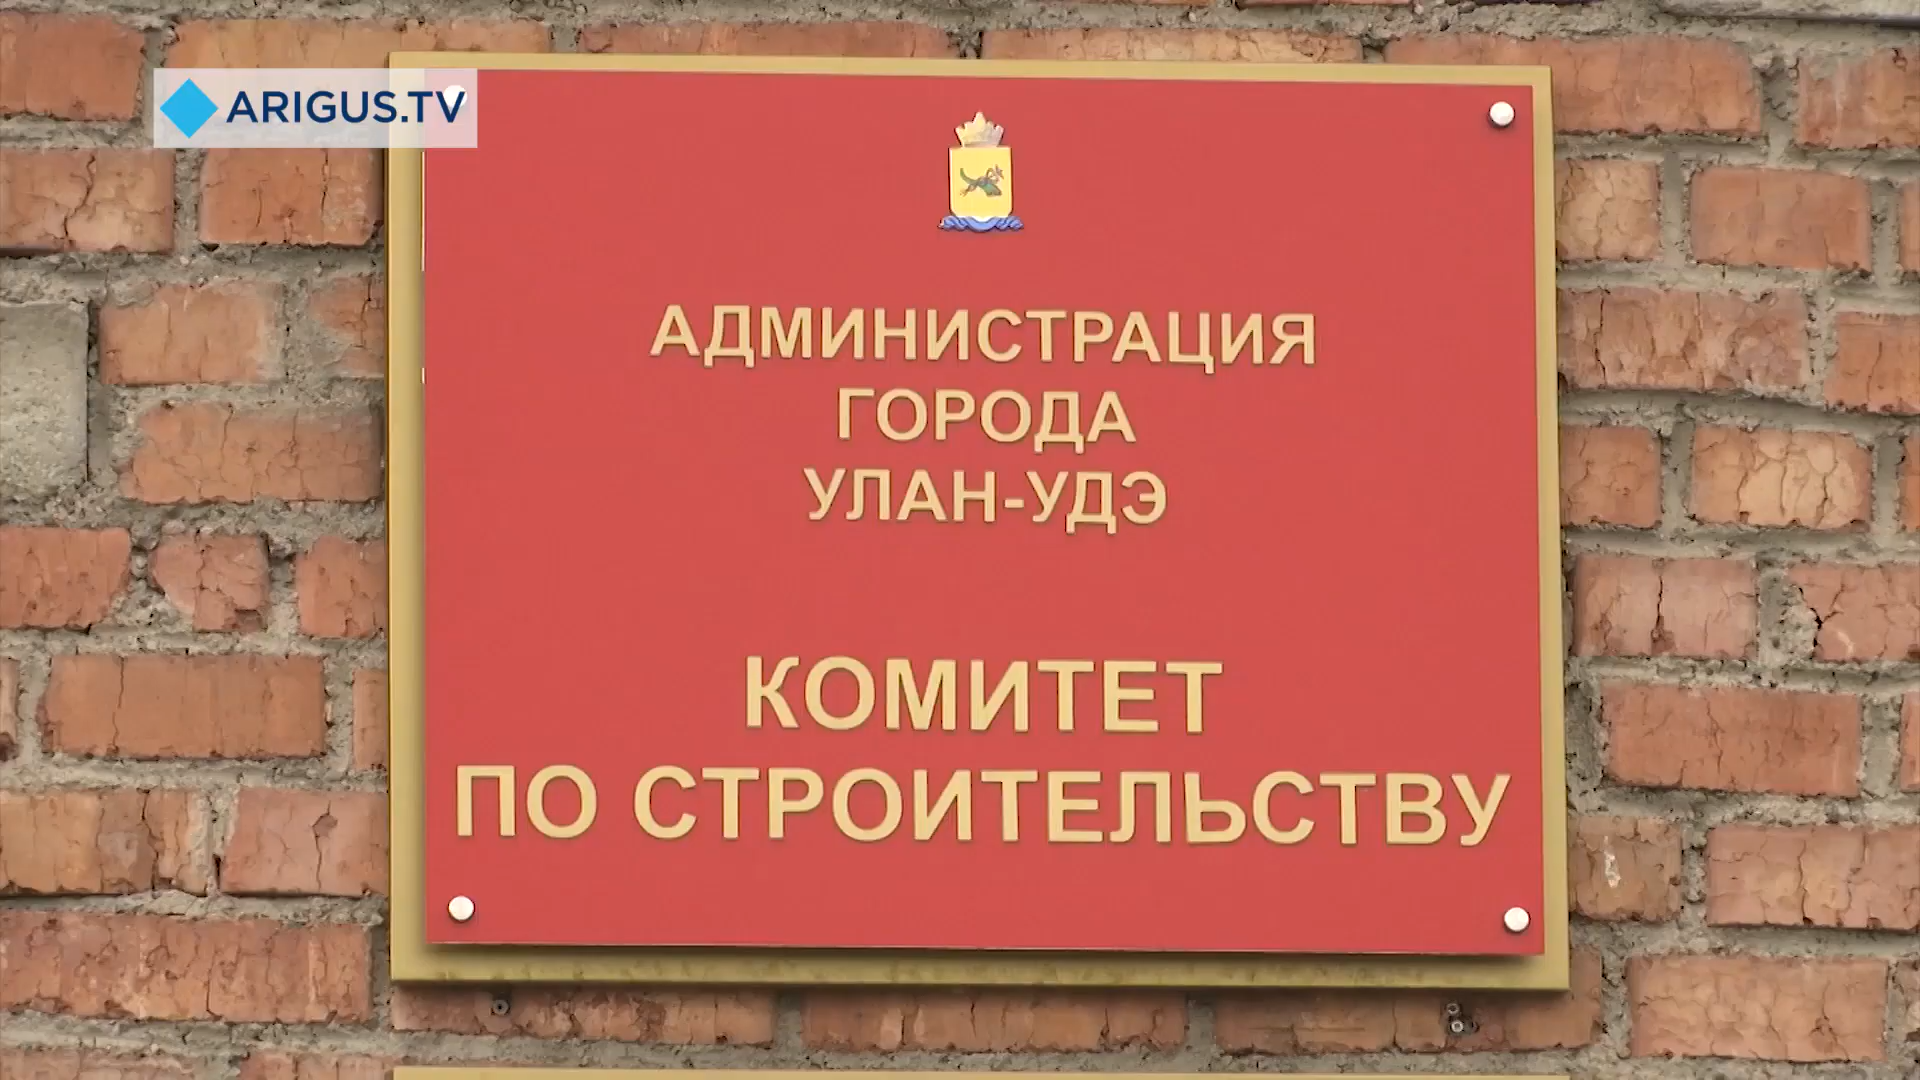 ARIGUS.TV
АДМИНИСТРАЦИЯ
ГОРОДА
УЛАН-УДЭ
КОМИТЕТ
ПО СТРОИТЕЛЬСТВУ